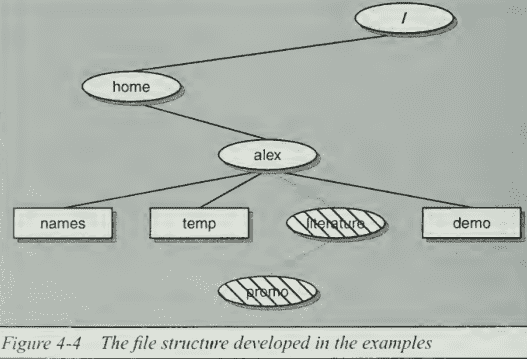 /
home
alex
names
temp
literature
demo
promo
Figure 4-4 The file structure developed in the examples